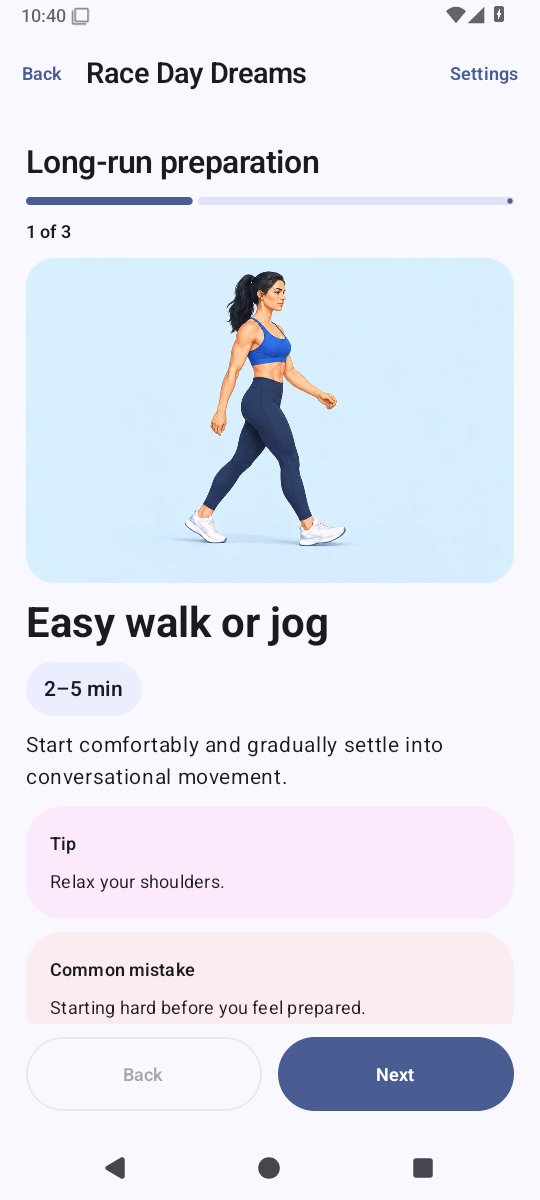 10:40
Back
Race Day Dreams
Settings
Long-run preparation
1 of 3
Easy walk or jog
2–5 min
Start comfortably and gradually settle into
conversational movement.
Tip
Relax your shoulders.
Common mistake
Starting hard before you feel prepared.
Back
Next